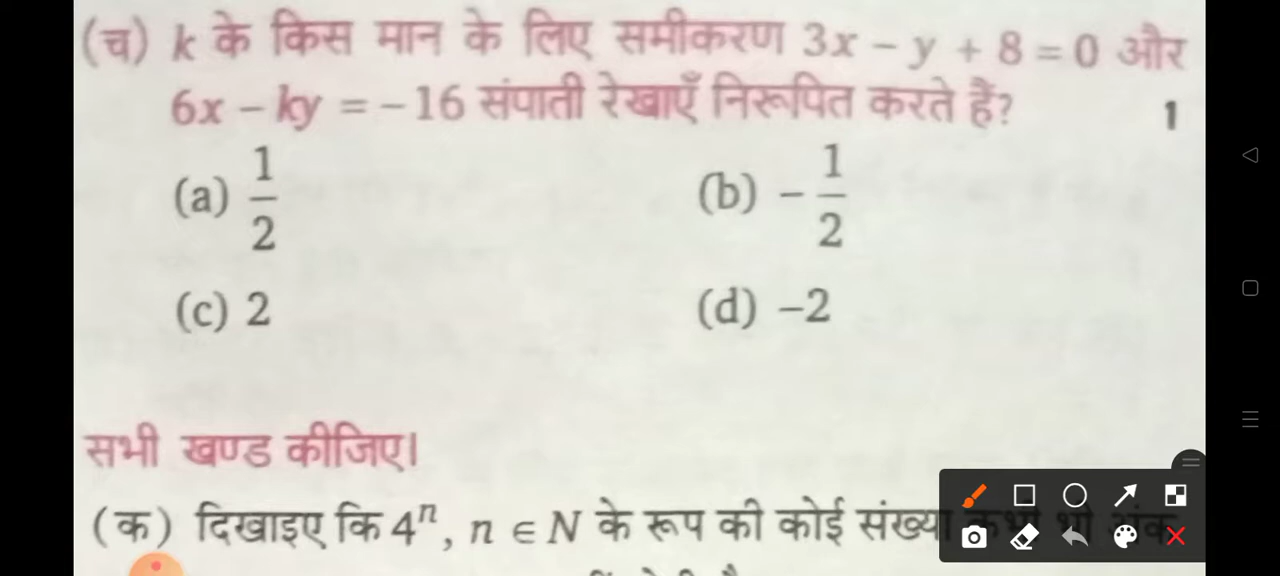 (च) k के किस मान के लिए समीकरण 3x – y + 8 = 0 और
6x – ky = – 16 संपाती रेखाएँ निरूपित करते हैं? 1
(a) 1/2 (b) – 1/2
(c) 2 (d) –2
सभी खण्ड कीजिए।
(क) दिखाइए कि 4ⁿ, n ∈ N के रूप की कोई संख्या